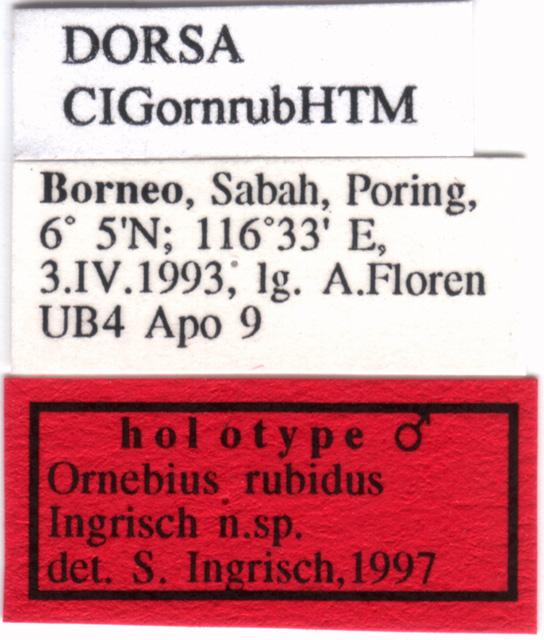 DORSA
CIGornrubHTM
Borneo, Sabah, Poring,
6° 5'N; 116°33' E,
3.IV.1993, lg. A.Floren
UB4 Apo 9
holotype ♂
Ornebius rubidus
Ingrisch n.sp.
det. S. Ingrisch,1997